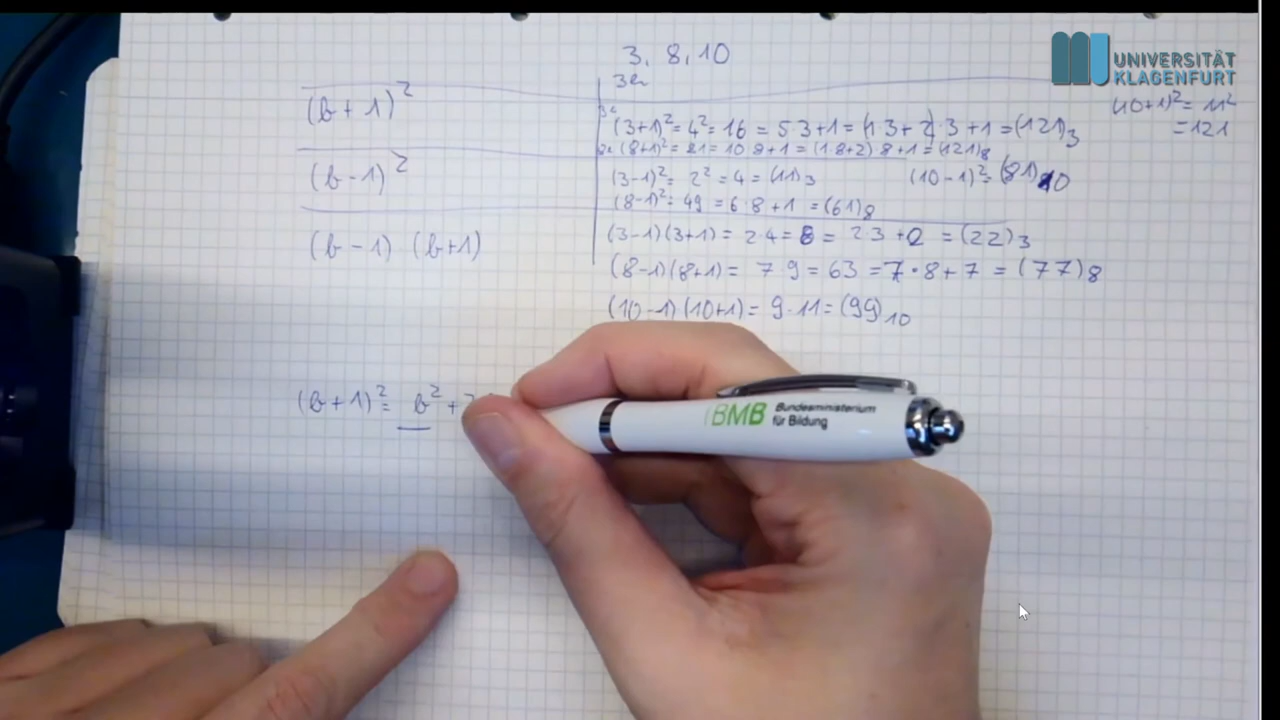 3, 8, 10
UNIVERSITÄT
KLAGENFURT
(b+1)²
(3+1)² = 4² = 16 = 5·3+1 = (1·3+2)·3+1 = (121)₃
(10+1)² = 11²
= 121
(8+1)² = 81 = 10·8+1 = (1·8+2)·8+1 = (121)₈
(b-1)²
(3-1)² = 2² = 4 = (11)₃
(10-1)² = (81)₁₀
(8-1)² = 49 = 6·8+1 = (61)₈
(b-1) (b+1)
(3-1)(3+1) = 2·4 = 8 = 2·3+2 = (22)₃
(8-1)(8+1) = 7·9 = 63 = 7·8+7 = (77)₈
(10-1)(10+1) = 9·11 = (99)₁₀
(b+1)² = b² +
BMB Bundesministerium
für Bildung